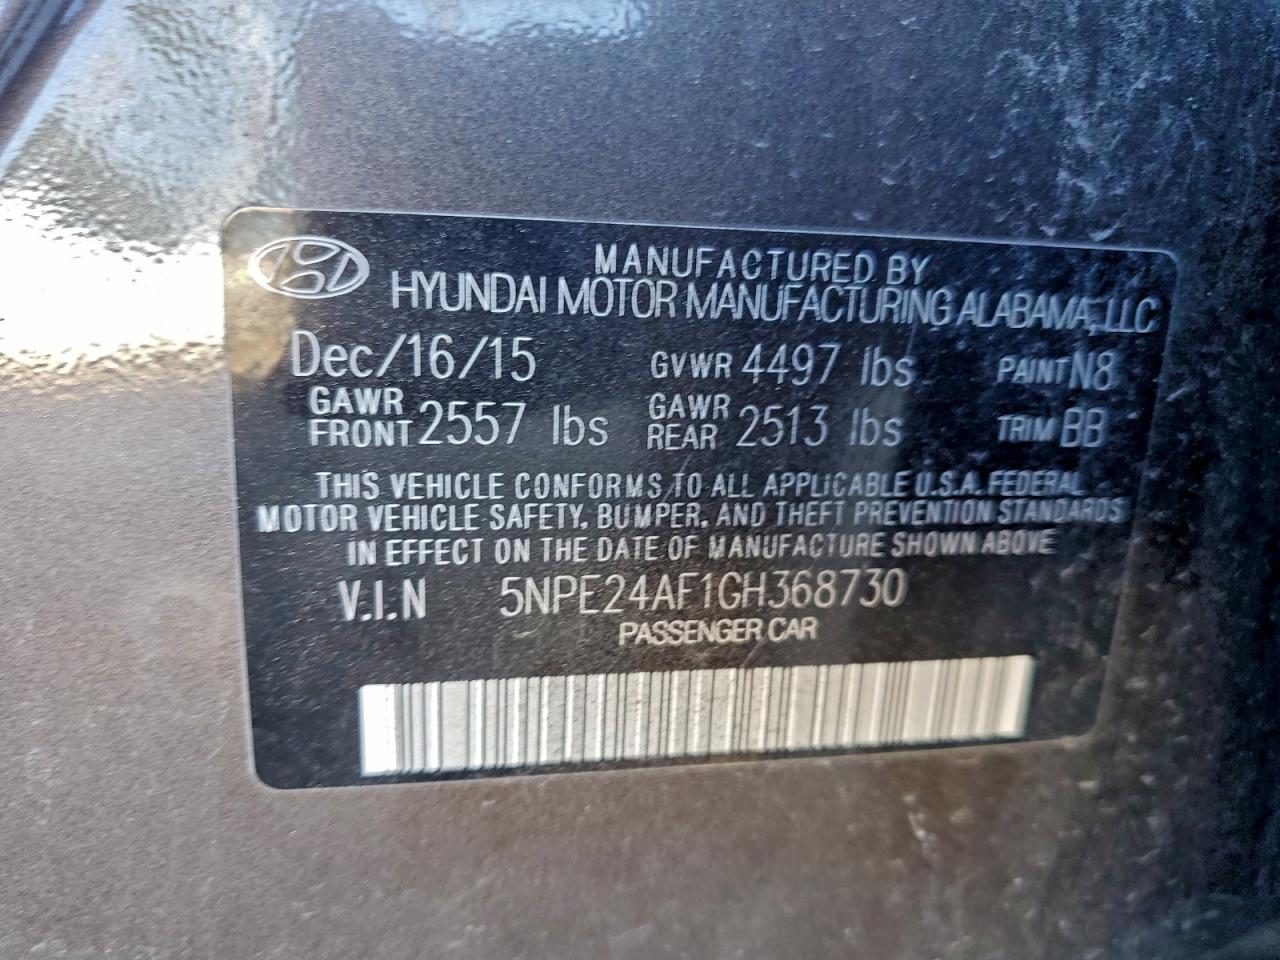 MANUFACTURED BY
HYUNDAI MOTOR MANUFACTURING ALABAMA, LLC
Dec/16/15 GVWR 4497 lbs PAINT N8
GAWR FRONT 2557 lbs GAWR REAR 2513 lbs TRIM BB
THIS VEHICLE CONFORMS TO ALL APPLICABLE U.S.A. FEDERAL
MOTOR VEHICLE SAFETY, BUMPER, AND THEFT PREVENTION STANDARDS
IN EFFECT ON THE DATE OF MANUFACTURE SHOWN ABOVE
V.I.N 5NPE24AF1GH368730
PASSENGER CAR